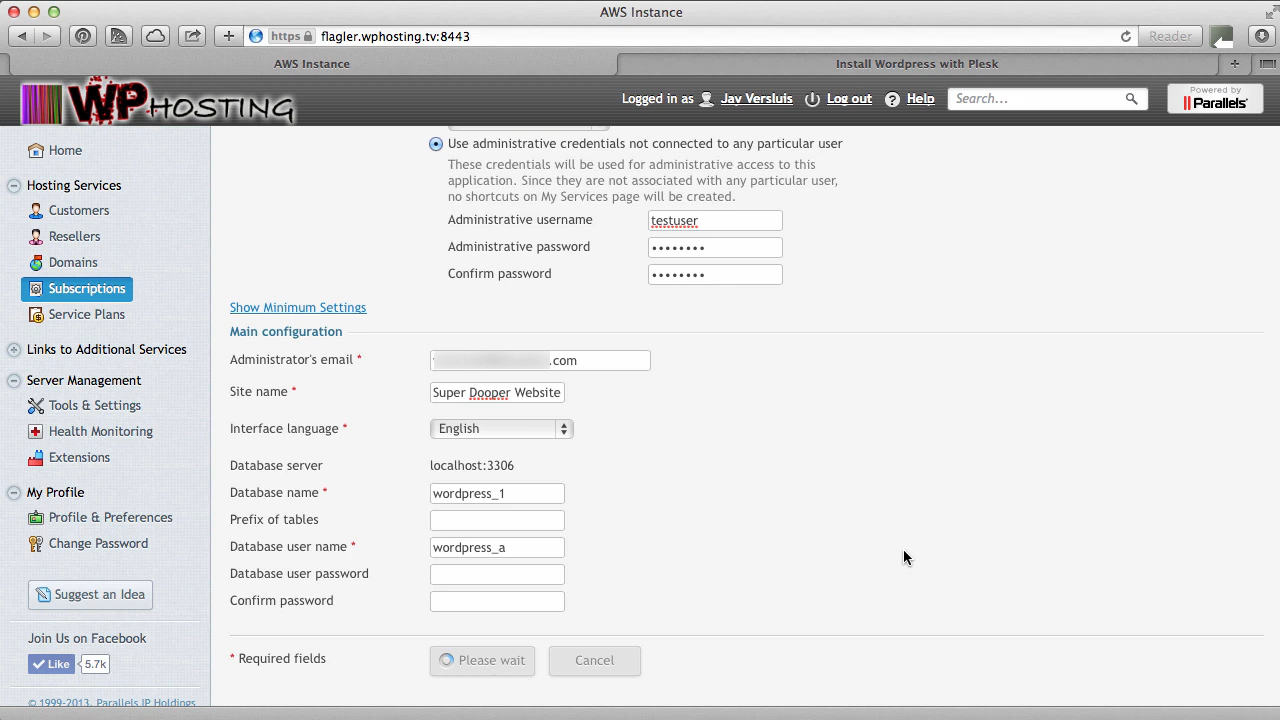 AWS Instance
https flagler.wphosting.tv:8443
Reader
AWS Instance
Install Wordpress with Plesk
WPHOSTING
Logged in as Jay Versluis Log out Help Search...
Powered by
Parallels
Home
Hosting Services
Customers
Resellers
Domains
Subscriptions
Service Plans
Links to Additional Services
Server Management
Tools & Settings
Health Monitoring
Extensions
My Profile
Profile & Preferences
Change Password
Suggest an Idea
Join Us on Facebook
Like 5.7k
© 1999-2013. Parallels IP Holdings
Use administrative credentials not connected to any particular user
These credentials will be used for administrative access to this
application. Since they are not associated with any particular user,
no shortcuts on My Services page will be created.
Administrative username testuser
Administrative password ••••••••
Confirm password ••••••••
Show Minimum Settings
Main configuration
Administrator's email * .com
Site name * Super Dooper Website
Interface language * English
Database server localhost:3306
Database name * wordpress_1
Prefix of tables
Database user name * wordpress_a
Database user password
Confirm password
* Required fields Please wait Cancel